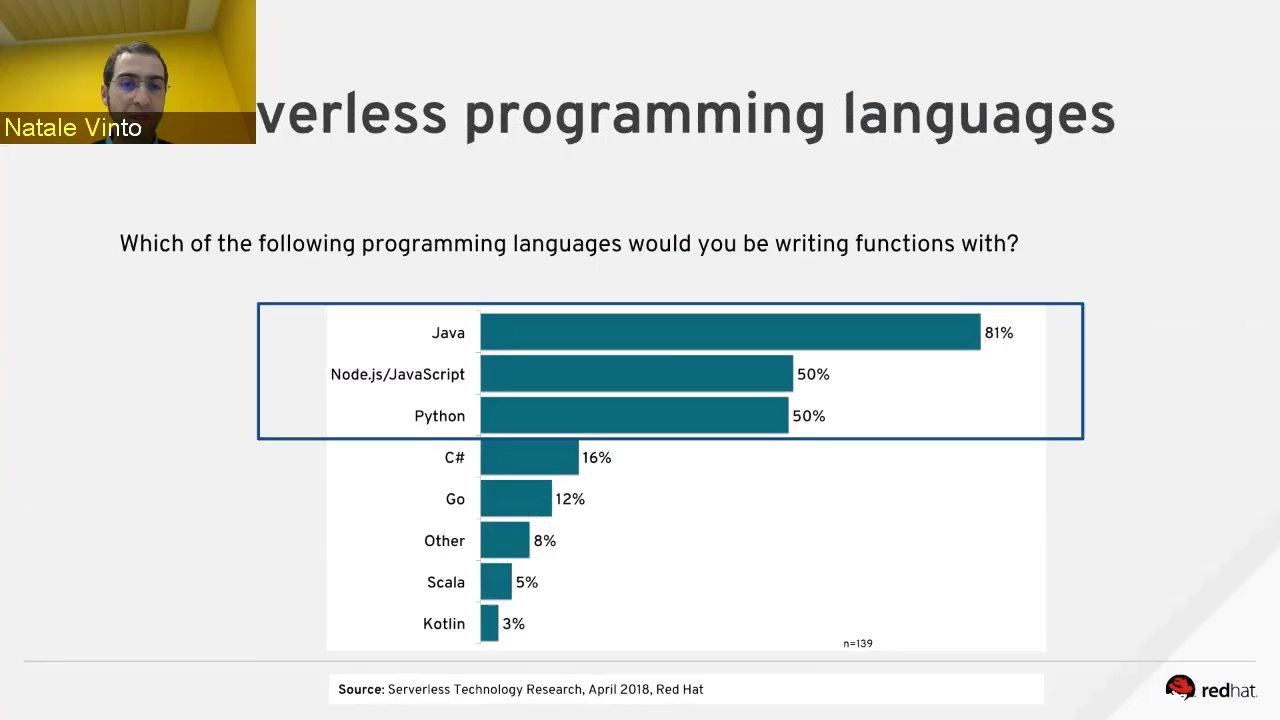 Natale Vinto
verless programming languages
Which of the following programming languages would you be writing functions with?
Java 81%
Node.js/JavaScript 50%
Python 50%
C# 16%
Go 12%
Other 8%
Scala 5%
Kotlin 3%
n=139
Source: Serverless Technology Research, April 2018, Red Hat
redhat.